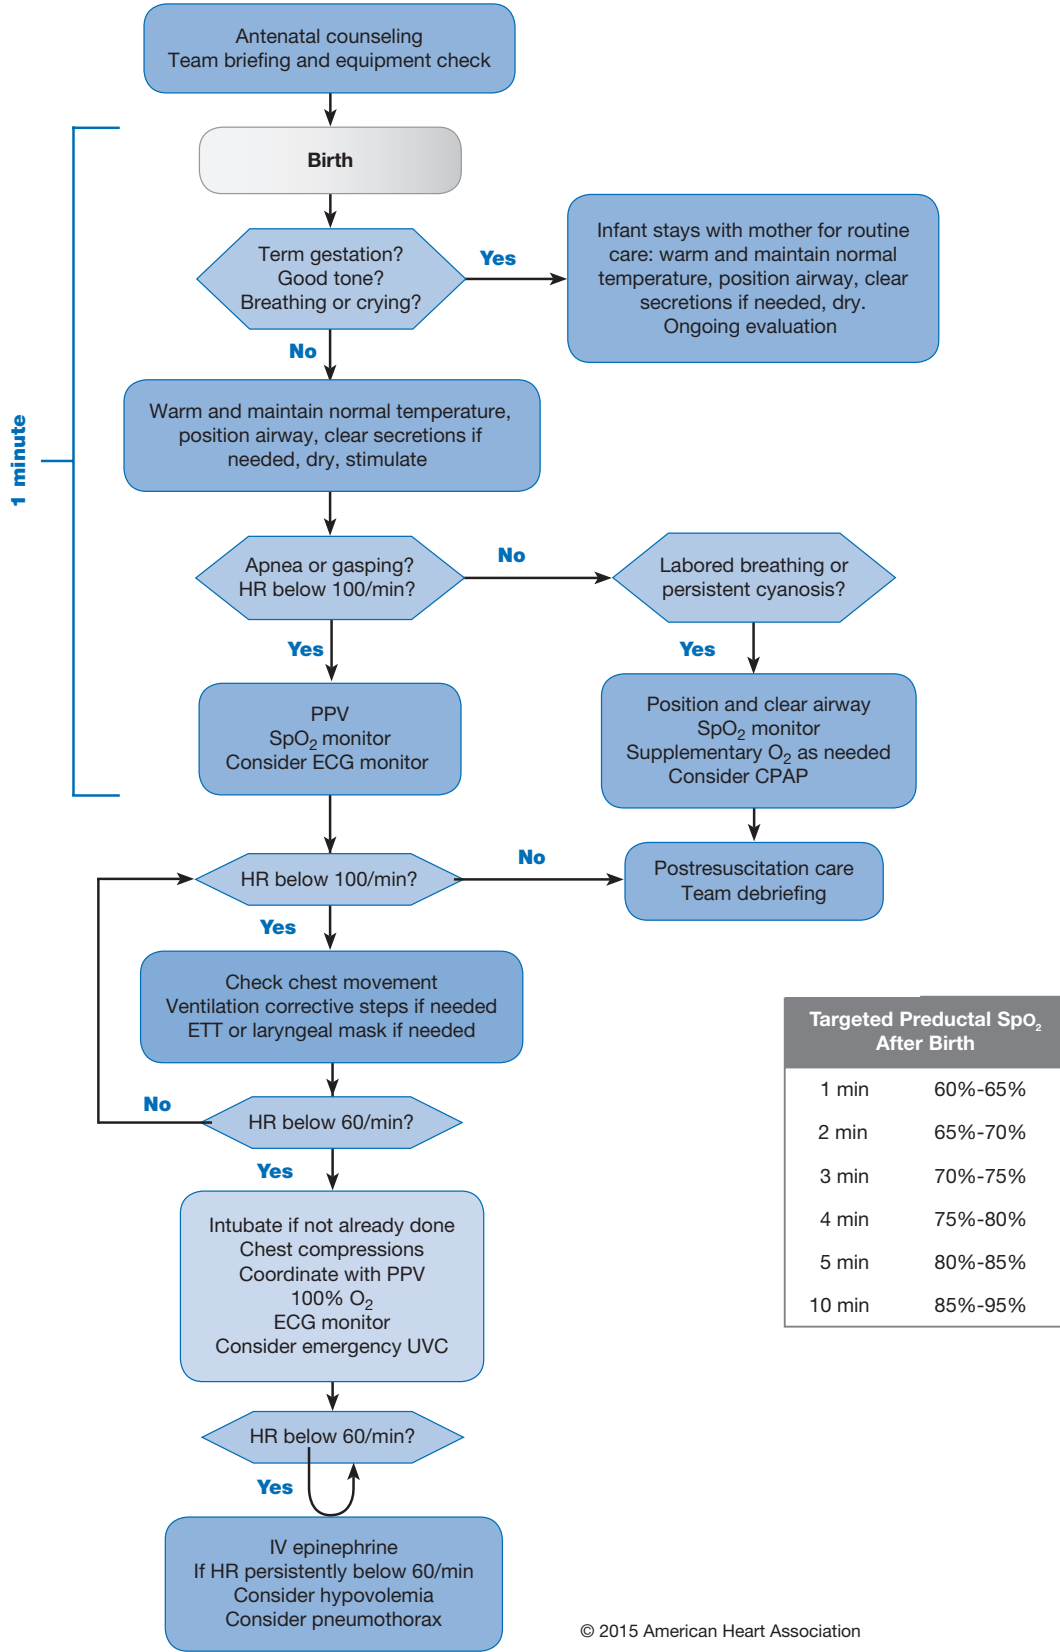 Antenatal counseling
Team briefing and equipment check
Birth
Term gestation?
Good tone?
Breathing or crying?
Yes
Infant stays with mother for routine
care: warm and maintain normal
temperature, position airway, clear
secretions if needed, dry.
Ongoing evaluation
No
Warm and maintain normal temperature,
position airway, clear secretions if
needed, dry, stimulate
1 minute
Apnea or gasping?
HR below 100/min?
No
Labored breathing or
persistent cyanosis?
Yes
Yes
PPV
SpO₂ monitor
Consider ECG monitor
Position and clear airway
SpO₂ monitor
Supplementary O₂ as needed
Consider CPAP
HR below 100/min?
No
Postresuscitation care
Team debriefing
Yes
Check chest movement
Ventilation corrective steps if needed
ETT or laryngeal mask if needed
No
HR below 60/min?
Yes
Intubate if not already done
Chest compressions
Coordinate with PPV
100% O₂
ECG monitor
Consider emergency UVC
HR below 60/min?
Yes
IV epinephrine
If HR persistently below 60/min
Consider hypovolemia
Consider pneumothorax
Targeted Preductal SpO₂
After Birth
1 min 60%-65%
2 min 65%-70%
3 min 70%-75%
4 min 75%-80%
5 min 80%-85%
10 min 85%-95%
© 2015 American Heart Association